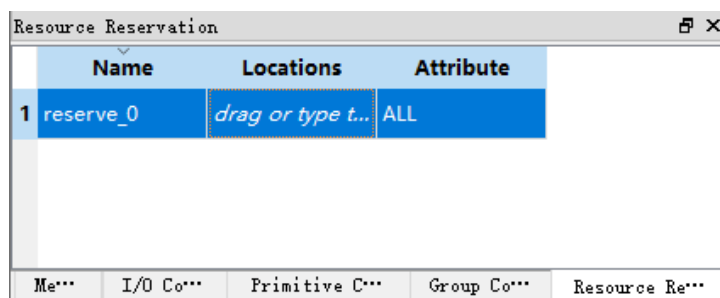 Resource Reservation
Name Locations Attribute
1 reserve_0 drag or type t... ALL
Me... I/O Co... Primitive C... Group Co... Resource Re...